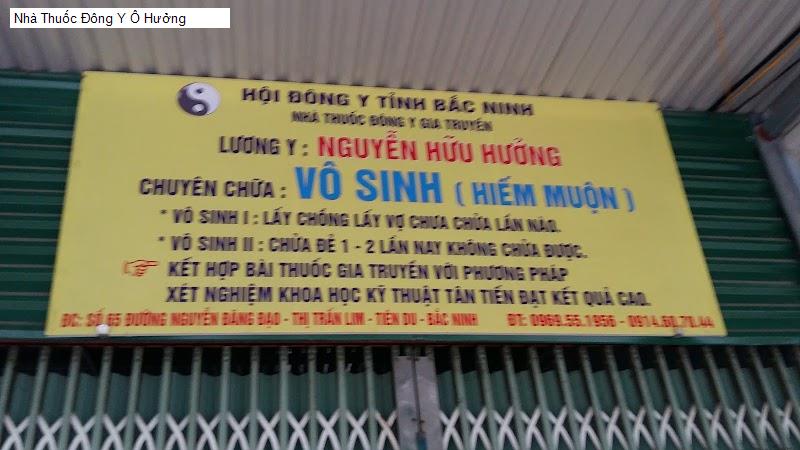 Nhà Thuốc Đông Y Ô Hưởng
HỘI ĐÔNG Y TỈNH BẮC NINH
NHÀ THUỐC ĐÔNG Y GIA TRUYỀN
LƯƠNG Y : NGUYỄN HỮU HƯỞNG
CHUYÊN CHỮA : VÔ SINH ( HIẾM MUỘN )
* VÔ SINH I : LẤY CHỒNG LẤY VỢ CHƯA CHỬA LẦN NÀO.
* VÔ SINH II : CHỬA ĐẺ 1 - 2 LẦN NAY KHÔNG CHỬA ĐƯỢC.
KẾT HỢP BÀI THUỐC GIA TRUYỀN VỚI PHƯƠNG PHÁP
XÉT NGHIỆM KHOA HỌC KỸ THUẬT TÂN TIẾN ĐẠT KẾT QUẢ CAO.
ĐC: SỐ 65 ĐƯỜNG NGUYỄN ĐĂNG ĐẠO - THỊ TRẤN LIM - TIÊN DU - BẮC NINH ĐT: 0969.55.1956 - 0914.60.78.44